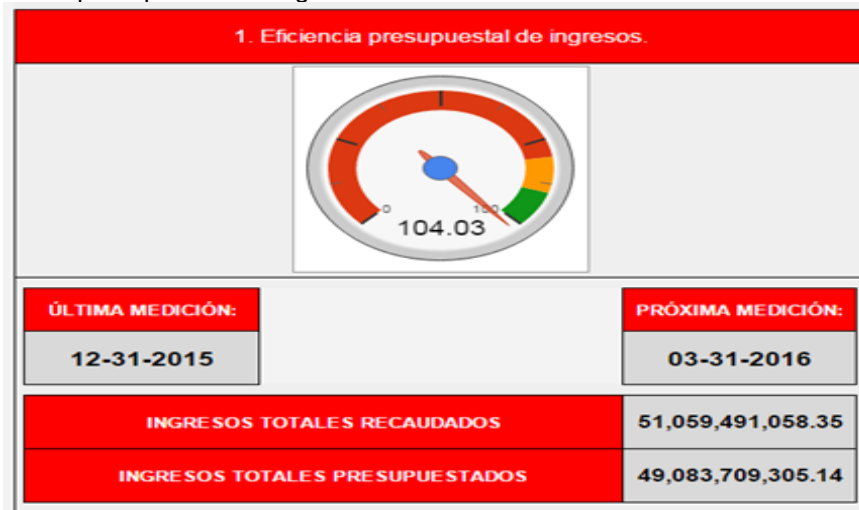 1. Eficiencia presupuestal de ingresos.
0
100
104.03
ÚLTIMA MEDICIÓN:
PRÓXIMA MEDICIÓN:
12-31-2015
03-31-2016
INGRESOS TOTALES RECAUDADOS
51,059,491,058.35
INGRESOS TOTALES PRESUPUESTADOS
49,083,709,305.14